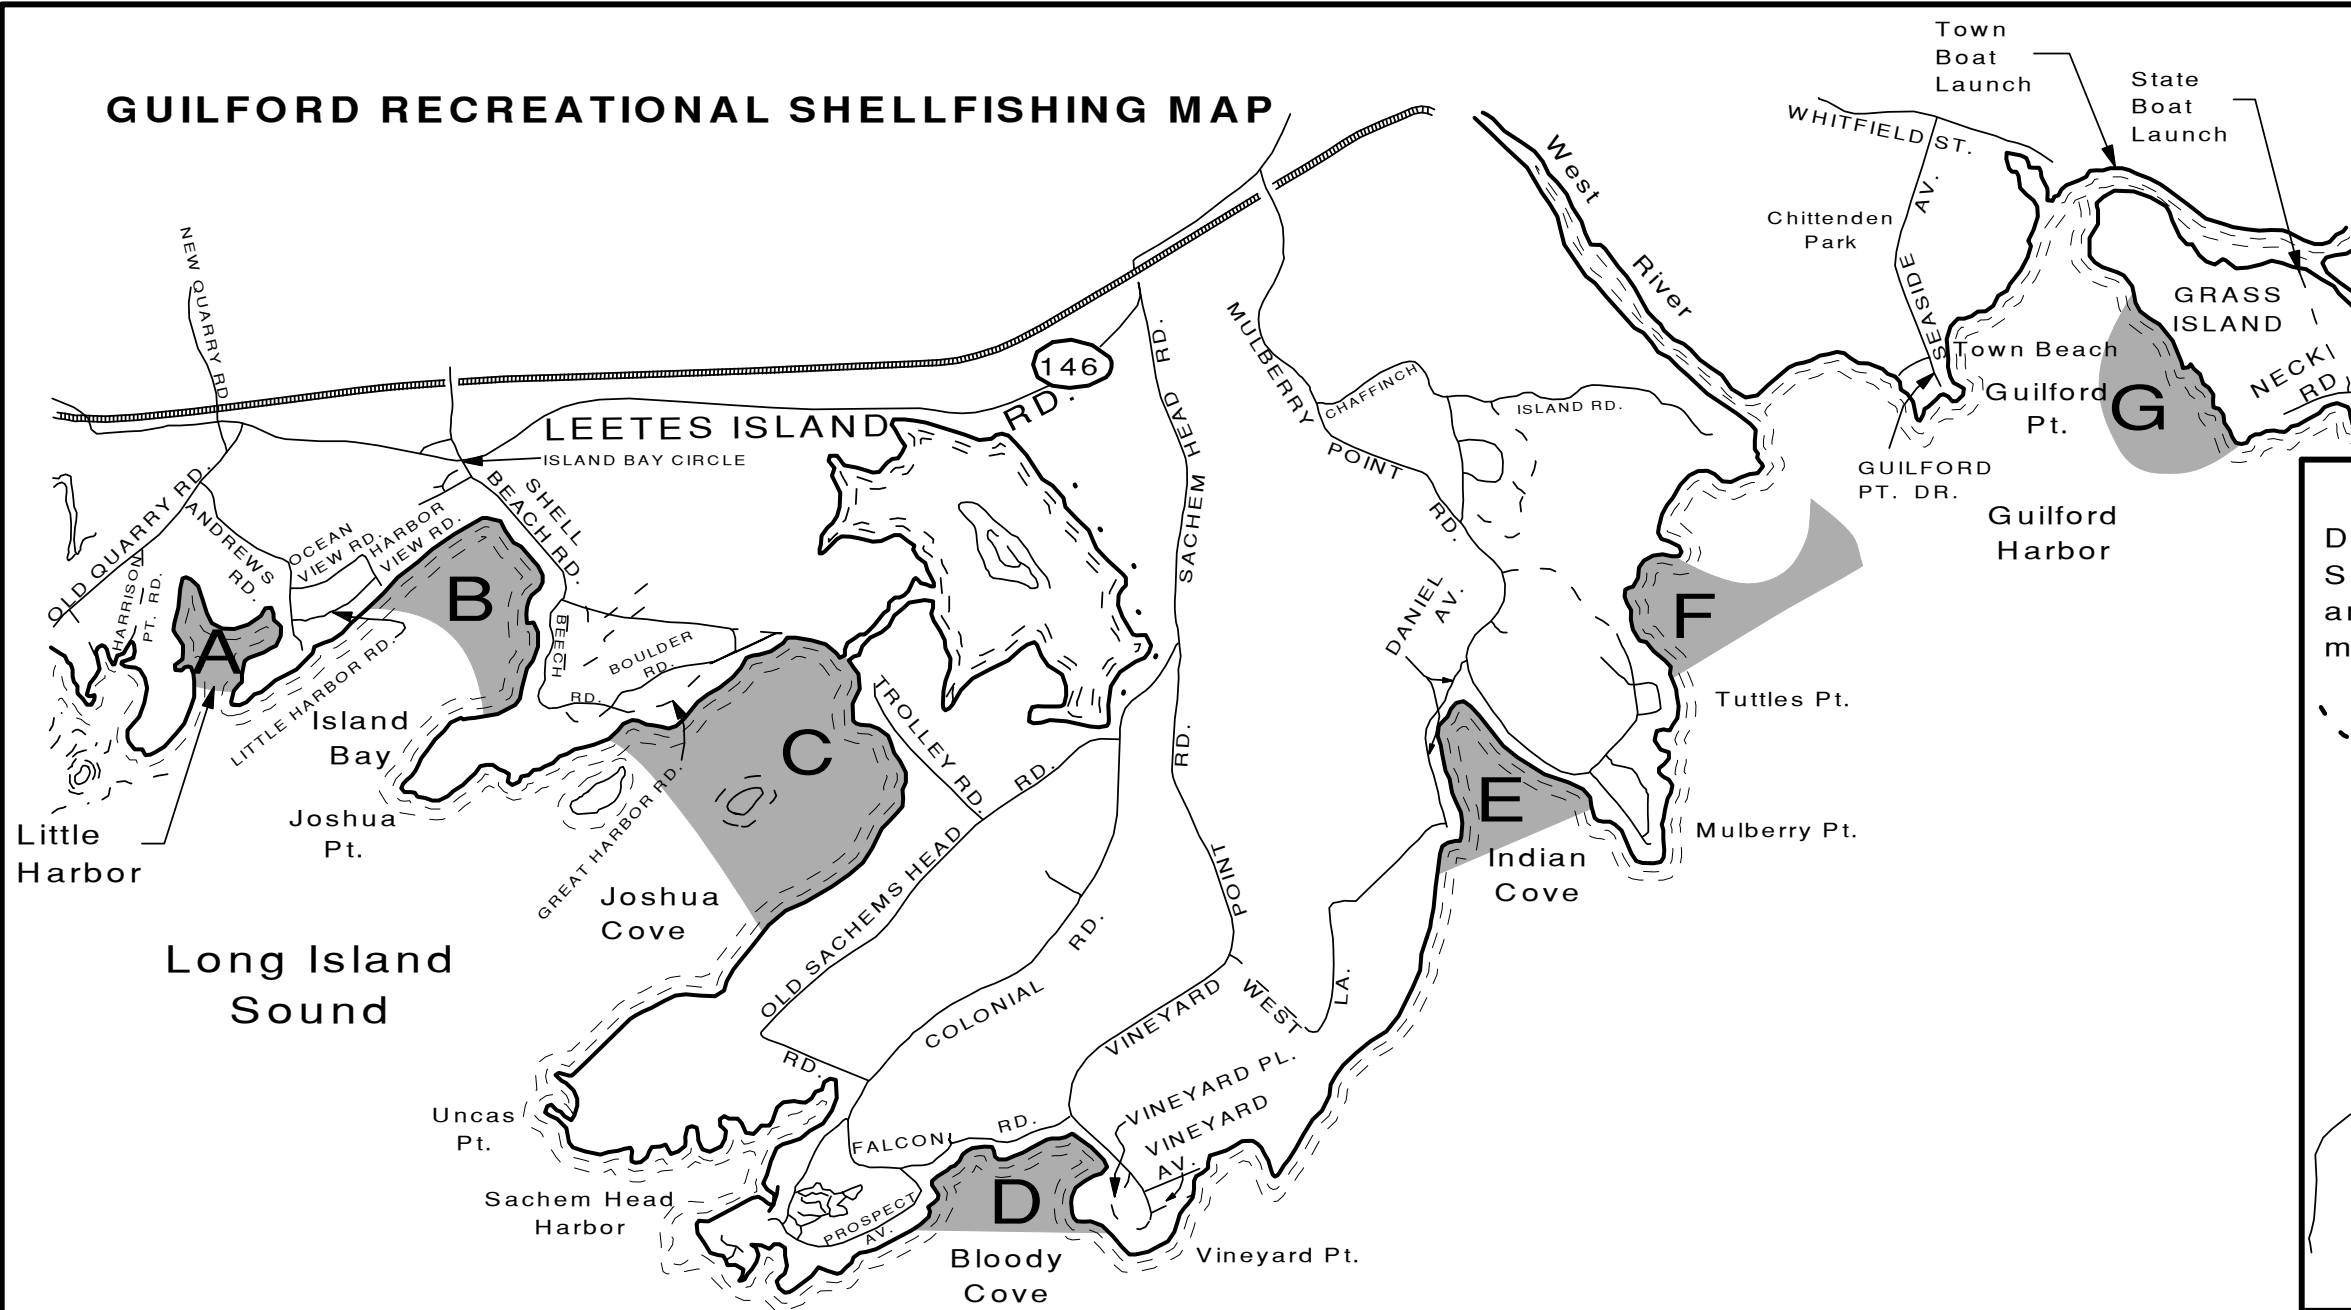 GUILFORD RECREATIONAL SHELLFISHING MAP
Town
Boat
Launch
State
Boat
Launch
WHITFIELD ST.
West
River
Chittenden
Park
SEASIDE AV.
GRASS
ISLAND
Town Beach
Guilford
Pt.
NECK
RD
G
GUILFORD
PT. DR.
Guilford
Harbor
NEW QUARRY RD
146
LEETES ISLAND RD.
ISLAND BAY CIRCLE
SACHEM HEAD RD.
MULBERRY
POINT
RD.
CHAFFINCH
ISLAND RD.
OLD QUARRY RD.
ANDREWS
RD.
OCEAN
VIEW RD.
HARBOR
VIEW RD.
SHELL
BEACH RD.
HARRISON
PT. RD.
A
B
BEECH
RD.
BOULDER
RD.
LITTLE HARBOR RD.
Island
Bay
Joshua
Pt.
Little
Harbor
GREAT HARBOR RD.
C
Joshua
Cove
TROLLEY RD.
OLD SACHEMS HEAD RD.
RD.
DANIEL
AV.
F
Tuttles Pt.
E
Indian
Cove
Mulberry Pt.
Long Island
Sound
COLONIAL
RD.
VINEYARD
POINT
RD.
WEST
LA.
VINEYARD PL.
VINEYARD
AV.
Uncas
Pt.
FALCON
RD.
Sachem Head
Harbor
PROSPECT
AV.
D
Bloody
Cove
Vineyard Pt.
D
S
ar
m